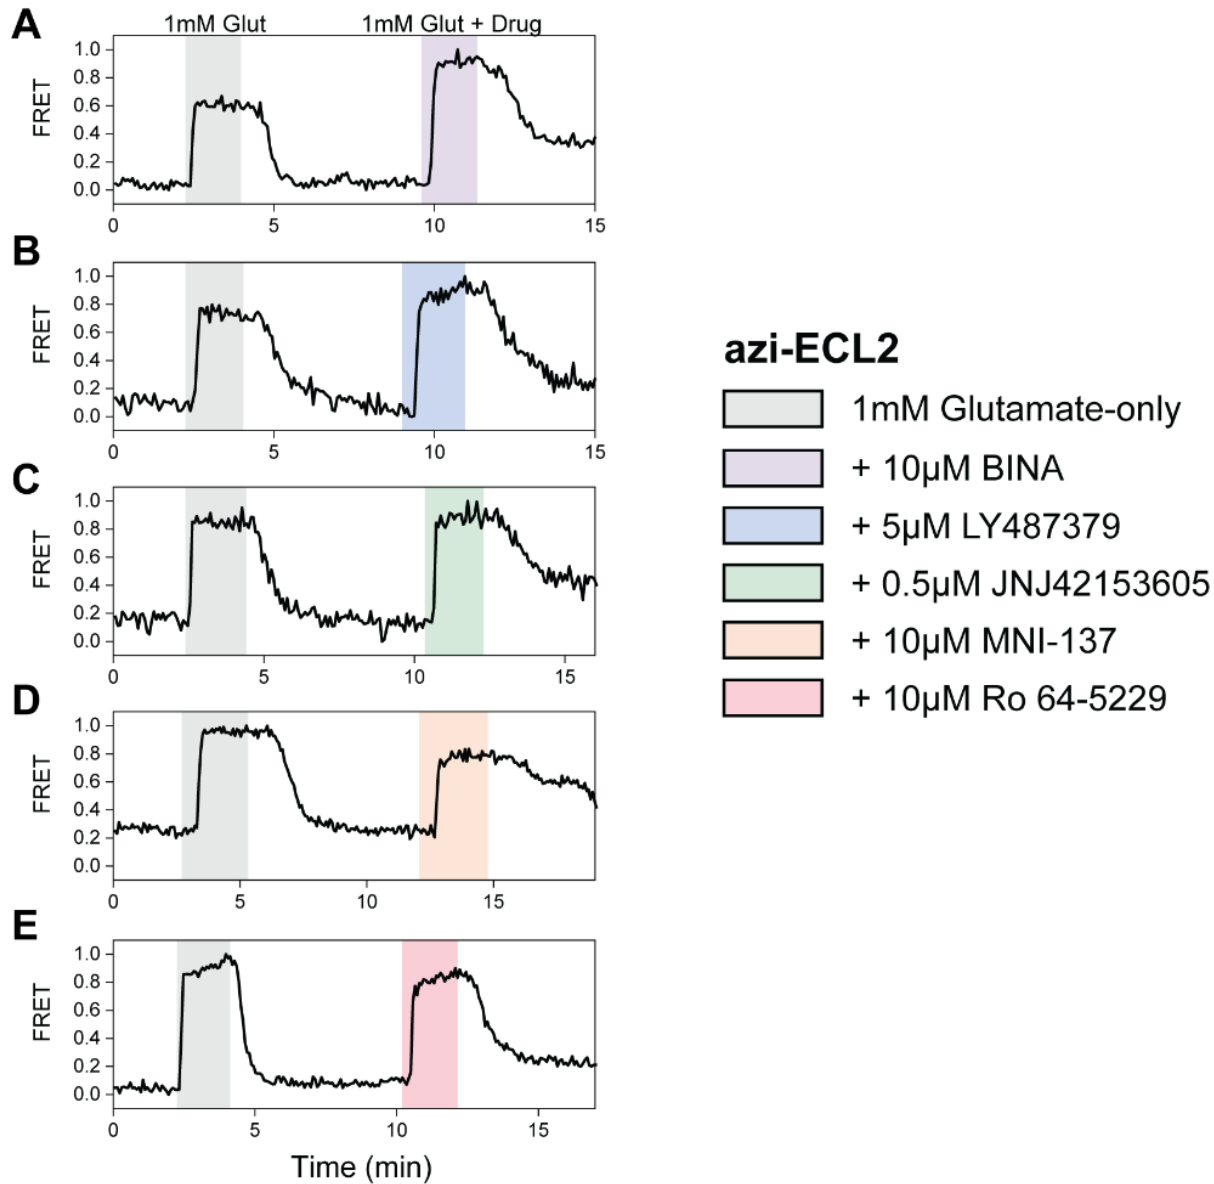 A
1mM Glut 1mM Glut + Drug
FRET
1.0
0.8
0.6
0.4
0.2
0.0
0 5 10 15
B
FRET
1.0
0.8
0.6
0.4
0.2
0.0
0 5 10 15
C
FRET
1.0
0.8
0.6
0.4
0.2
0.0
0 5 10 15
D
FRET
1.0
0.8
0.6
0.4
0.2
0.0
0 5 10 15
E
FRET
1.0
0.8
0.6
0.4
0.2
0.0
0 5 10 15
Time (min)
azi-ECL2
1mM Glutamate-only
+ 10µM BINA
+ 5µM LY487379
+ 0.5µM JNJ42153605
+ 10µM MNI-137
+ 10µM Ro 64-5229